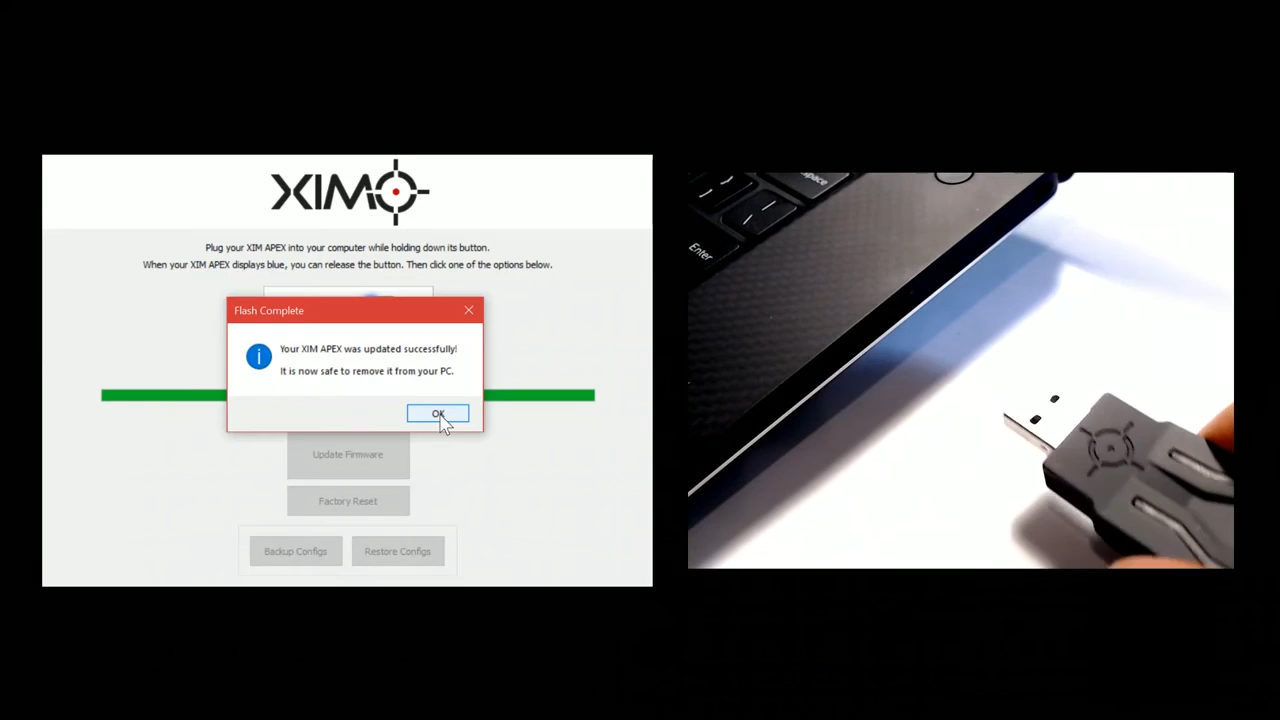 XIM
Plug your XIM APEX into your computer while holding down its button.
When your XIM APEX displays blue, you can release the button. Then click one of the options below.
Flash Complete
Your XIM APEX was updated successfully!
It is now safe to remove it from your PC.
OK
Update Firmware
Factory Reset
Backup Configs
Restore Configs
Enter